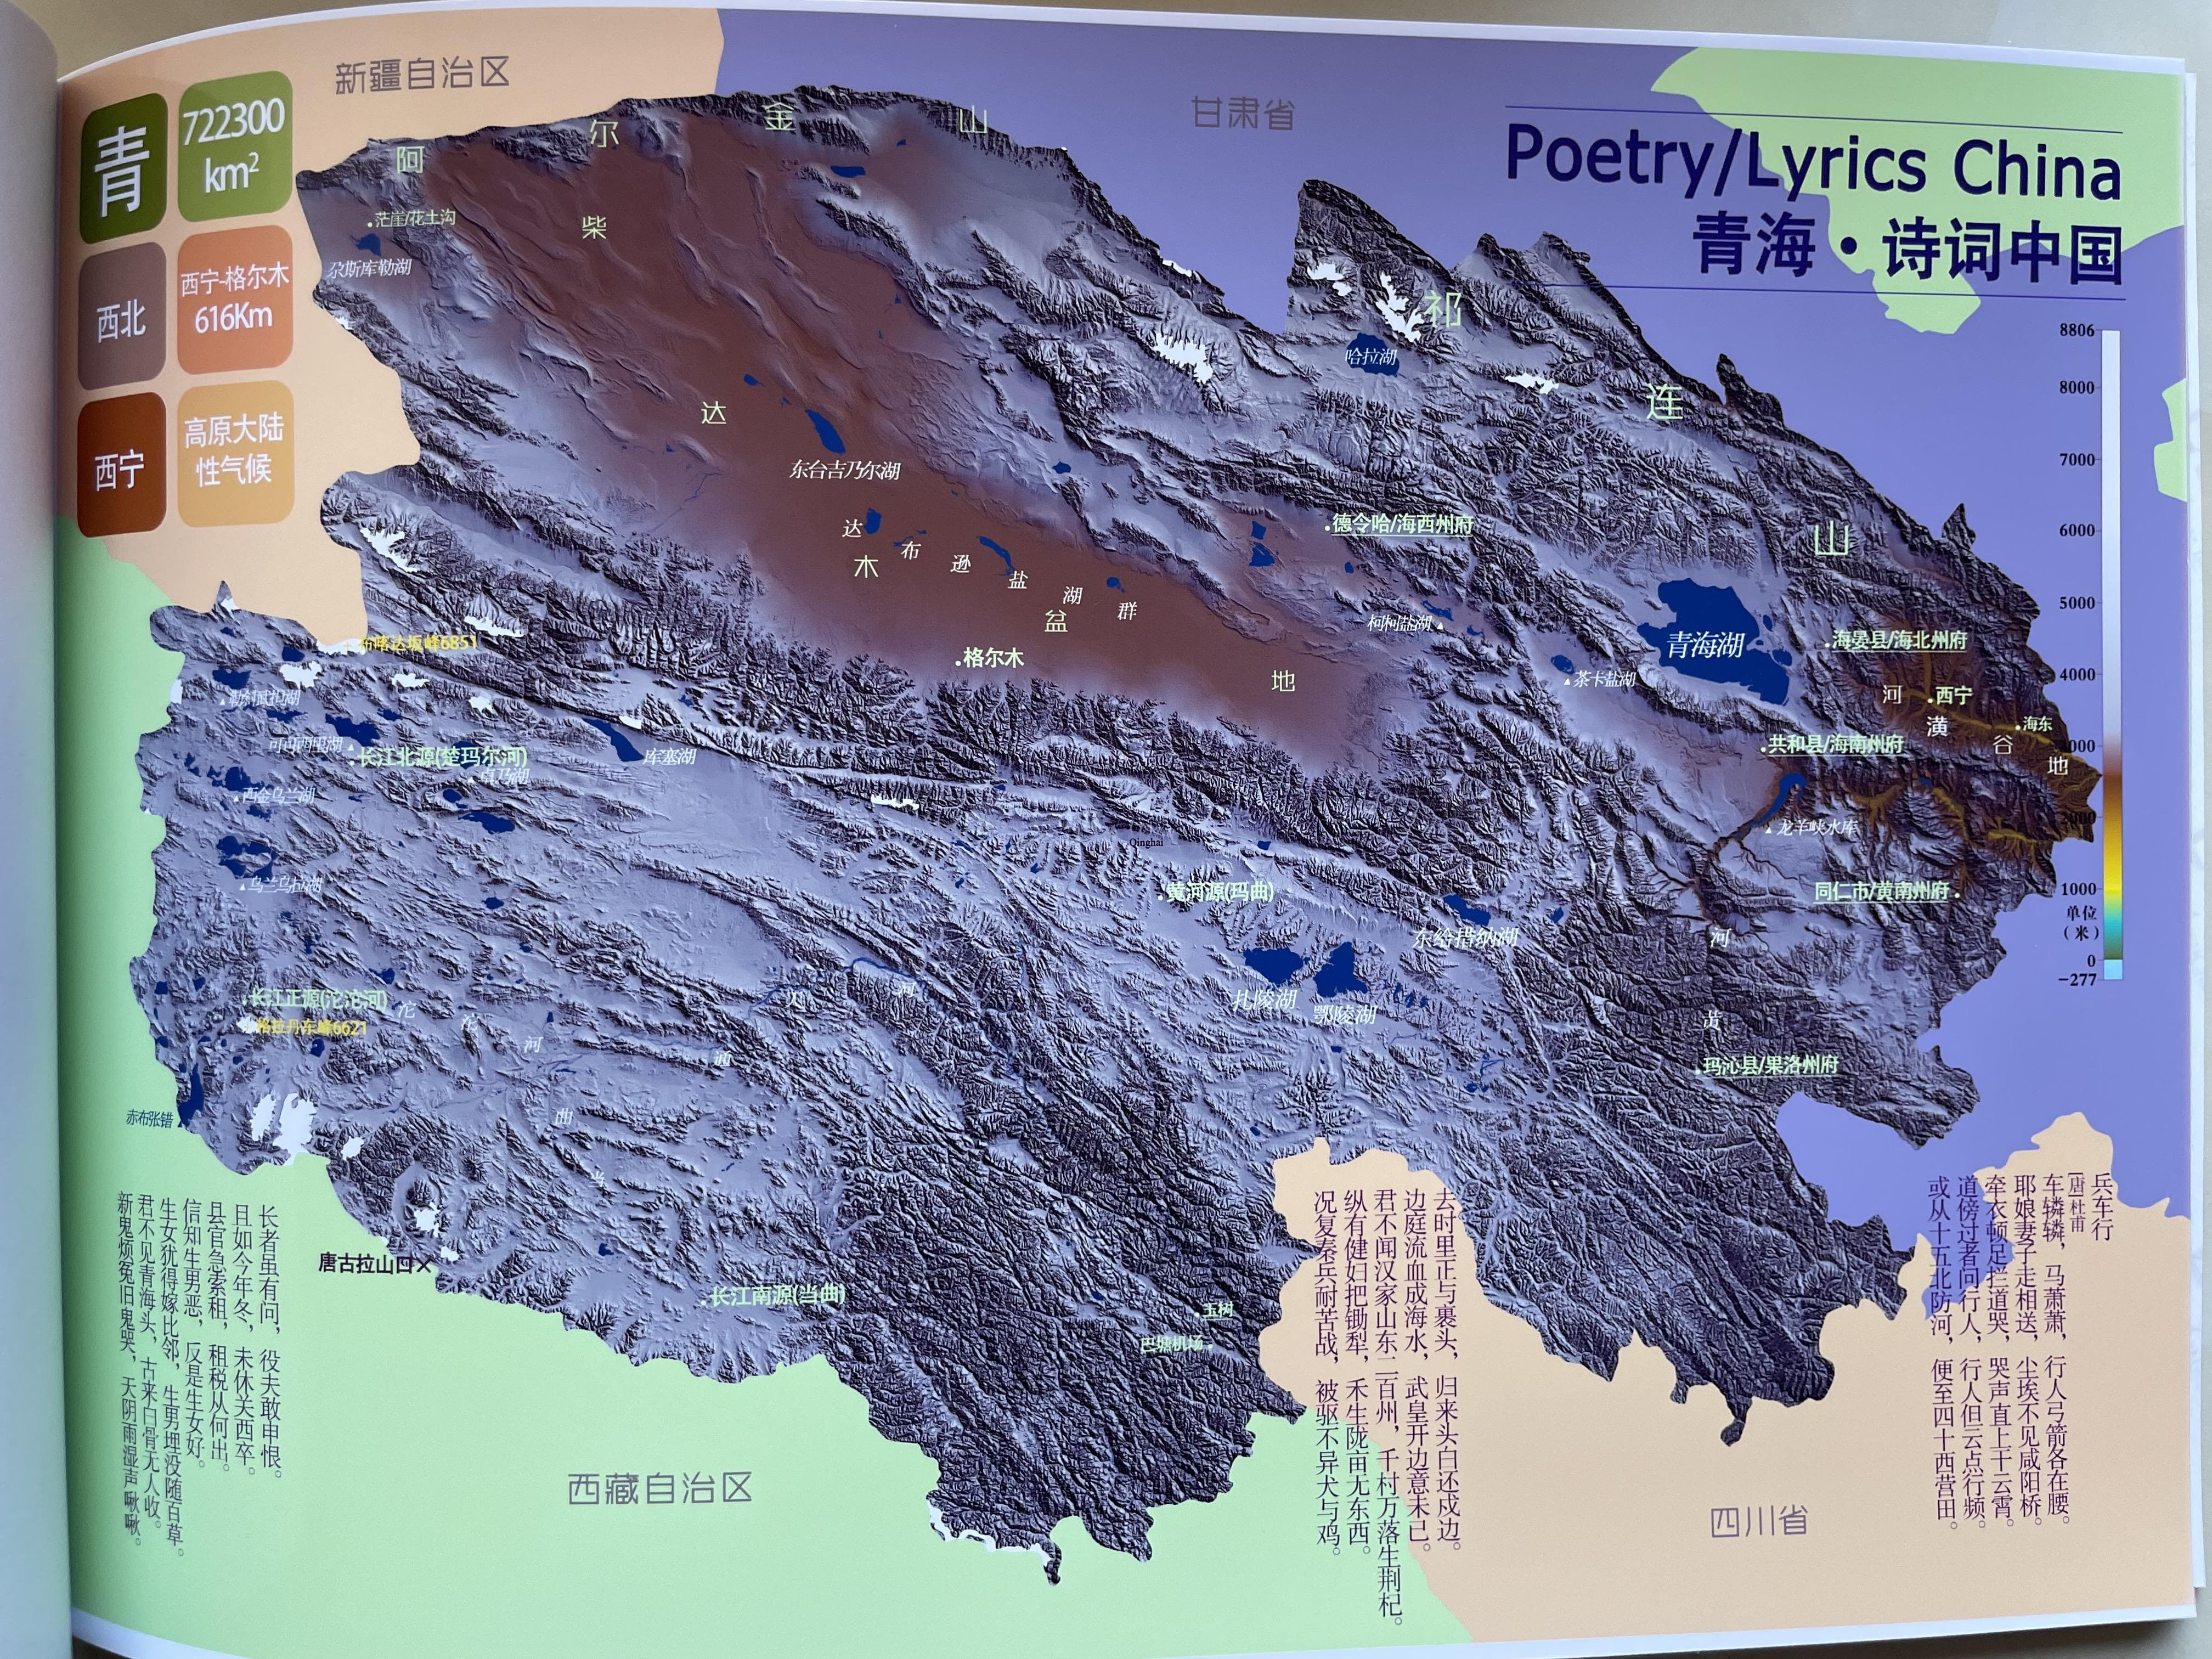 新疆自治区
甘肃省
青
722300
km²
西北
西宁-格尔木
616Km
西宁
高原大陆
性气候
Poetry/Lyrics China
青海·诗词中国
8806
8000
7000
6000
5000
4000
000
2000
1000
单位
(米)
0
-277
阿尔金山
祁连山
柴达木盆地
茫崖/花土沟
尕斯库勒湖
哈拉湖
东台吉乃尔湖
达布逊盐湖群
德令哈/海西州府
柯柯盐湖
青海湖
茶卡盐湖
海晏县/海北州府
河湟谷地
西宁
海东
格尔木
共和县/海南州府
龙羊峡水库
同仁市/黄南州府
布喀达坂峰6851
长江北源(楚玛尔河)
卓乃湖
库塞湖
西金乌兰湖
乌兰乌拉湖
Qinghai
黄河源(玛曲)
东给措纳湖
扎陵湖
鄂陵湖
黄河
玛沁县/果洛州府
长江正源(沱沱河)
格拉丹东峰6621
沱沱河
通天河
当曲
赤布张错
唐古拉山口
长江南源(当曲)
玉树
巴塘机场
西藏自治区
四川省
兵车行
[唐]杜甫
车辚辚，马萧萧，行人弓箭各在腰。
耶娘妻子走相送，尘埃不见咸阳桥。
牵衣顿足拦道哭，哭声直上干云霄。
道傍过者问行人，行人但云点行频。
或从十五北防河，便至四十西营田。
去时里正与裹头，归来头白还戍边。
边庭流血成海水，武皇开边意未已。
君不闻汉家山东二百州，千村万落生荆杞。
纵有健妇把锄犁，禾生陇亩无东西。
况复秦兵耐苦战，被驱不异犬与鸡。
长者虽有问，役夫敢申恨。
且如今年冬，未休关西卒。
县官急索租，租税从何出。
信知生男恶，反是生女好。
生女犹得嫁比邻，生男埋没随百草。
君不见青海头，古来白骨无人收。
新鬼烦冤旧鬼哭，天阴雨湿声啾啾。